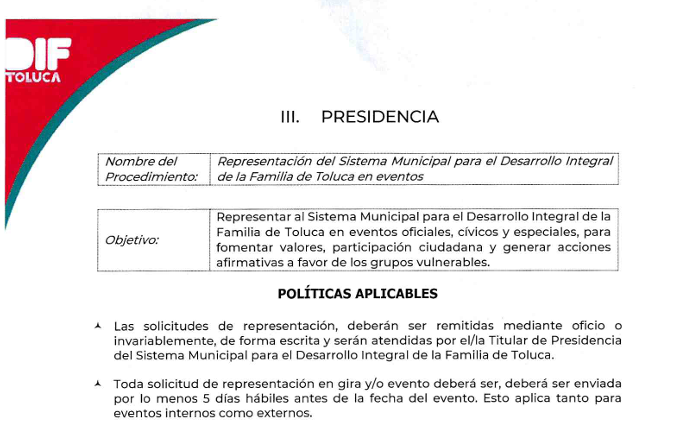 DIF
TOLUCA
III. PRESIDENCIA
Nombre del Procedimiento:
Representación del Sistema Municipal para el Desarrollo Integral
de la Familia de Toluca en eventos
Objetivo:
Representar al Sistema Municipal para el Desarrollo Integral de la
Familia de Toluca en eventos oficiales, cívicos y especiales, para
fomentar valores, participación ciudadana y generar acciones
afirmativas a favor de los grupos vulnerables.
POLÍTICAS APLICABLES
Las solicitudes de representación, deberán ser remitidas mediante oficio o
invariablemente, de forma escrita y serán atendidas por el/la Titular de Presidencia
del Sistema Municipal para el Desarrollo Integral de la Familia de Toluca.
Toda solicitud de representación en gira y/o evento deberá ser, deberá ser enviada
por lo menos 5 días hábiles antes de la fecha del evento. Esto aplica tanto para
eventos internos como externos.